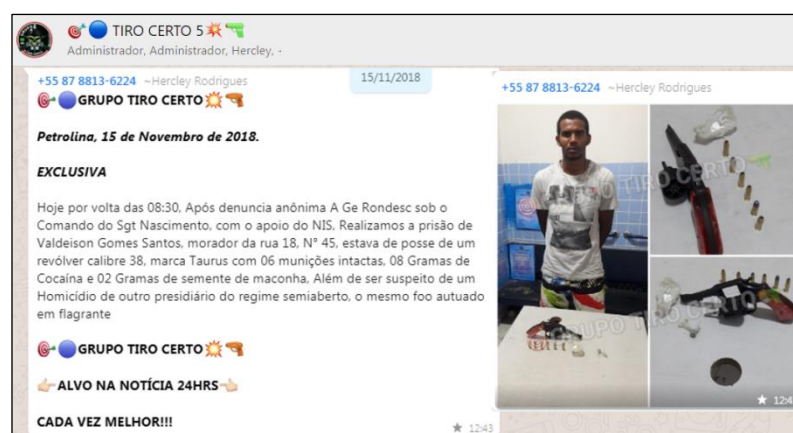 🎯🔵 TIRO CERTO 5💥🔫
Administrador, Administrador, Hercley, -
+55 87 8813-6224 ~Hercley Rodrigues
15/11/2018
🎯🔵GRUPO TIRO CERTO💥🔫
Petrolina, 15 de Novembro de 2018.
EXCLUSIVA
Hoje por volta das 08:30, Após denuncia anônima A Ge Rondesc sob o
Comando do Sgt Nascimento, com o apoio do NIS, Realizamos a prisão de
Valdeison Gomes Santos, morador da rua 18, N° 45, estava de posse de um
revólver calibre 38, marca Taurus com 06 munições intactas, 08 Gramas de
Cocaína e 02 Gramas de semente de maconha, Além de ser suspeito de um
Homicídio de outro presidiário do regime semiaberto, o mesmo foo autuado
em flagrante
🎯🔵GRUPO TIRO CERTO💥🔫
👉🏻ALVO NA NOTÍCIA 24HRS👈🏻
CADA VEZ MELHOR!!!
★ 12:43
+55 87 8813-6224 ~Hercley Rodrigues
GRUPO TIRO CERTO
GRUPO TIRO CERTO
★ 12:4